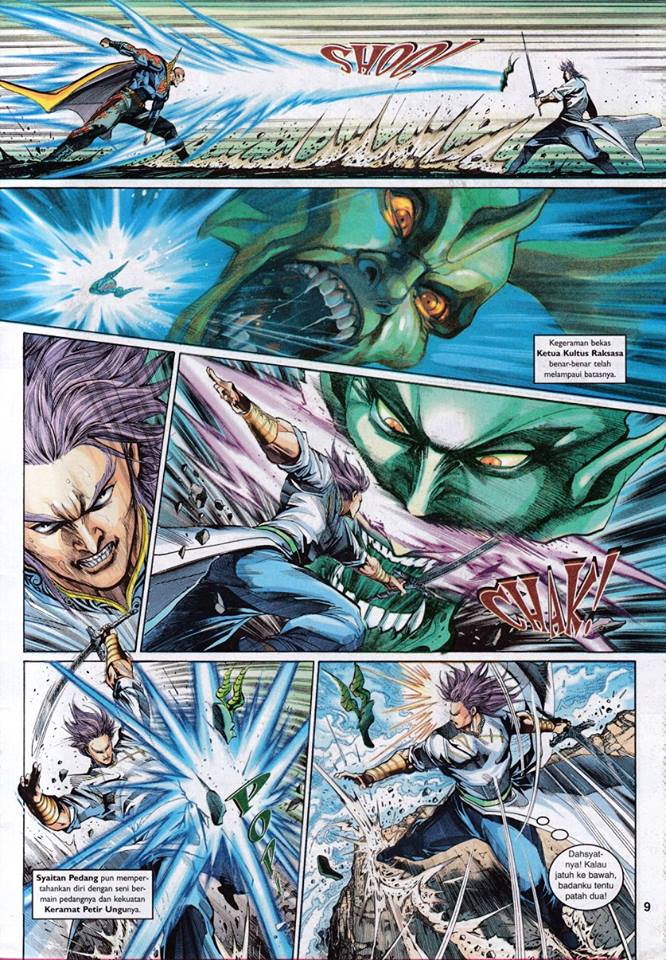 SHOO!
Kegeraman bekas
Ketua Kultus Raksasa
benar-benar telah
melampaui batasnya.
CHAK!
POA
Syaitan Pedang pun memper-
tahankan diri dengan seni ber-
main pedangnya dan kekuatan
Keramat Petir Ungunya.
Dahsyat-
nya! Kalau
jatuh ke bawah,
badanku tentu
patah dua!
9